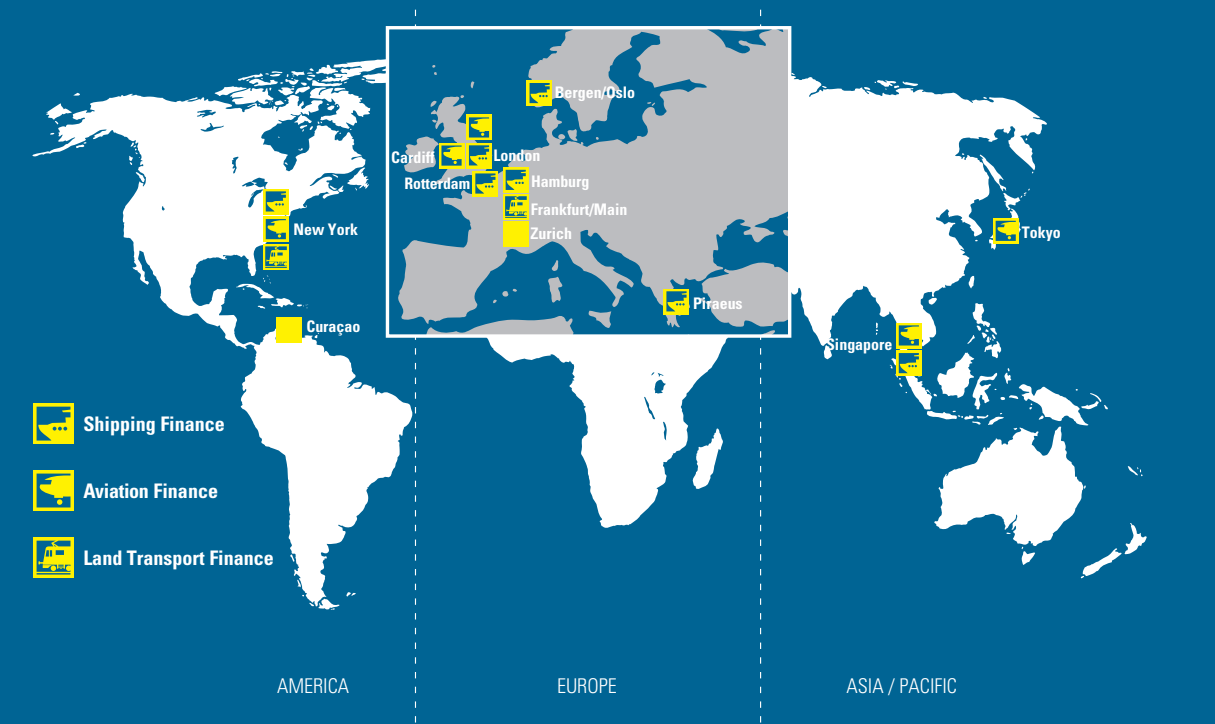 Bergen/Oslo
Cardiff
London
Rotterdam
Hamburg
Frankfurt/Main
Zurich
New York
Tokyo
Piraeus
Curaçao
Singapore
Shipping Finance
Aviation Finance
Land Transport Finance
AMERICA
EUROPE
ASIA / PACIFIC